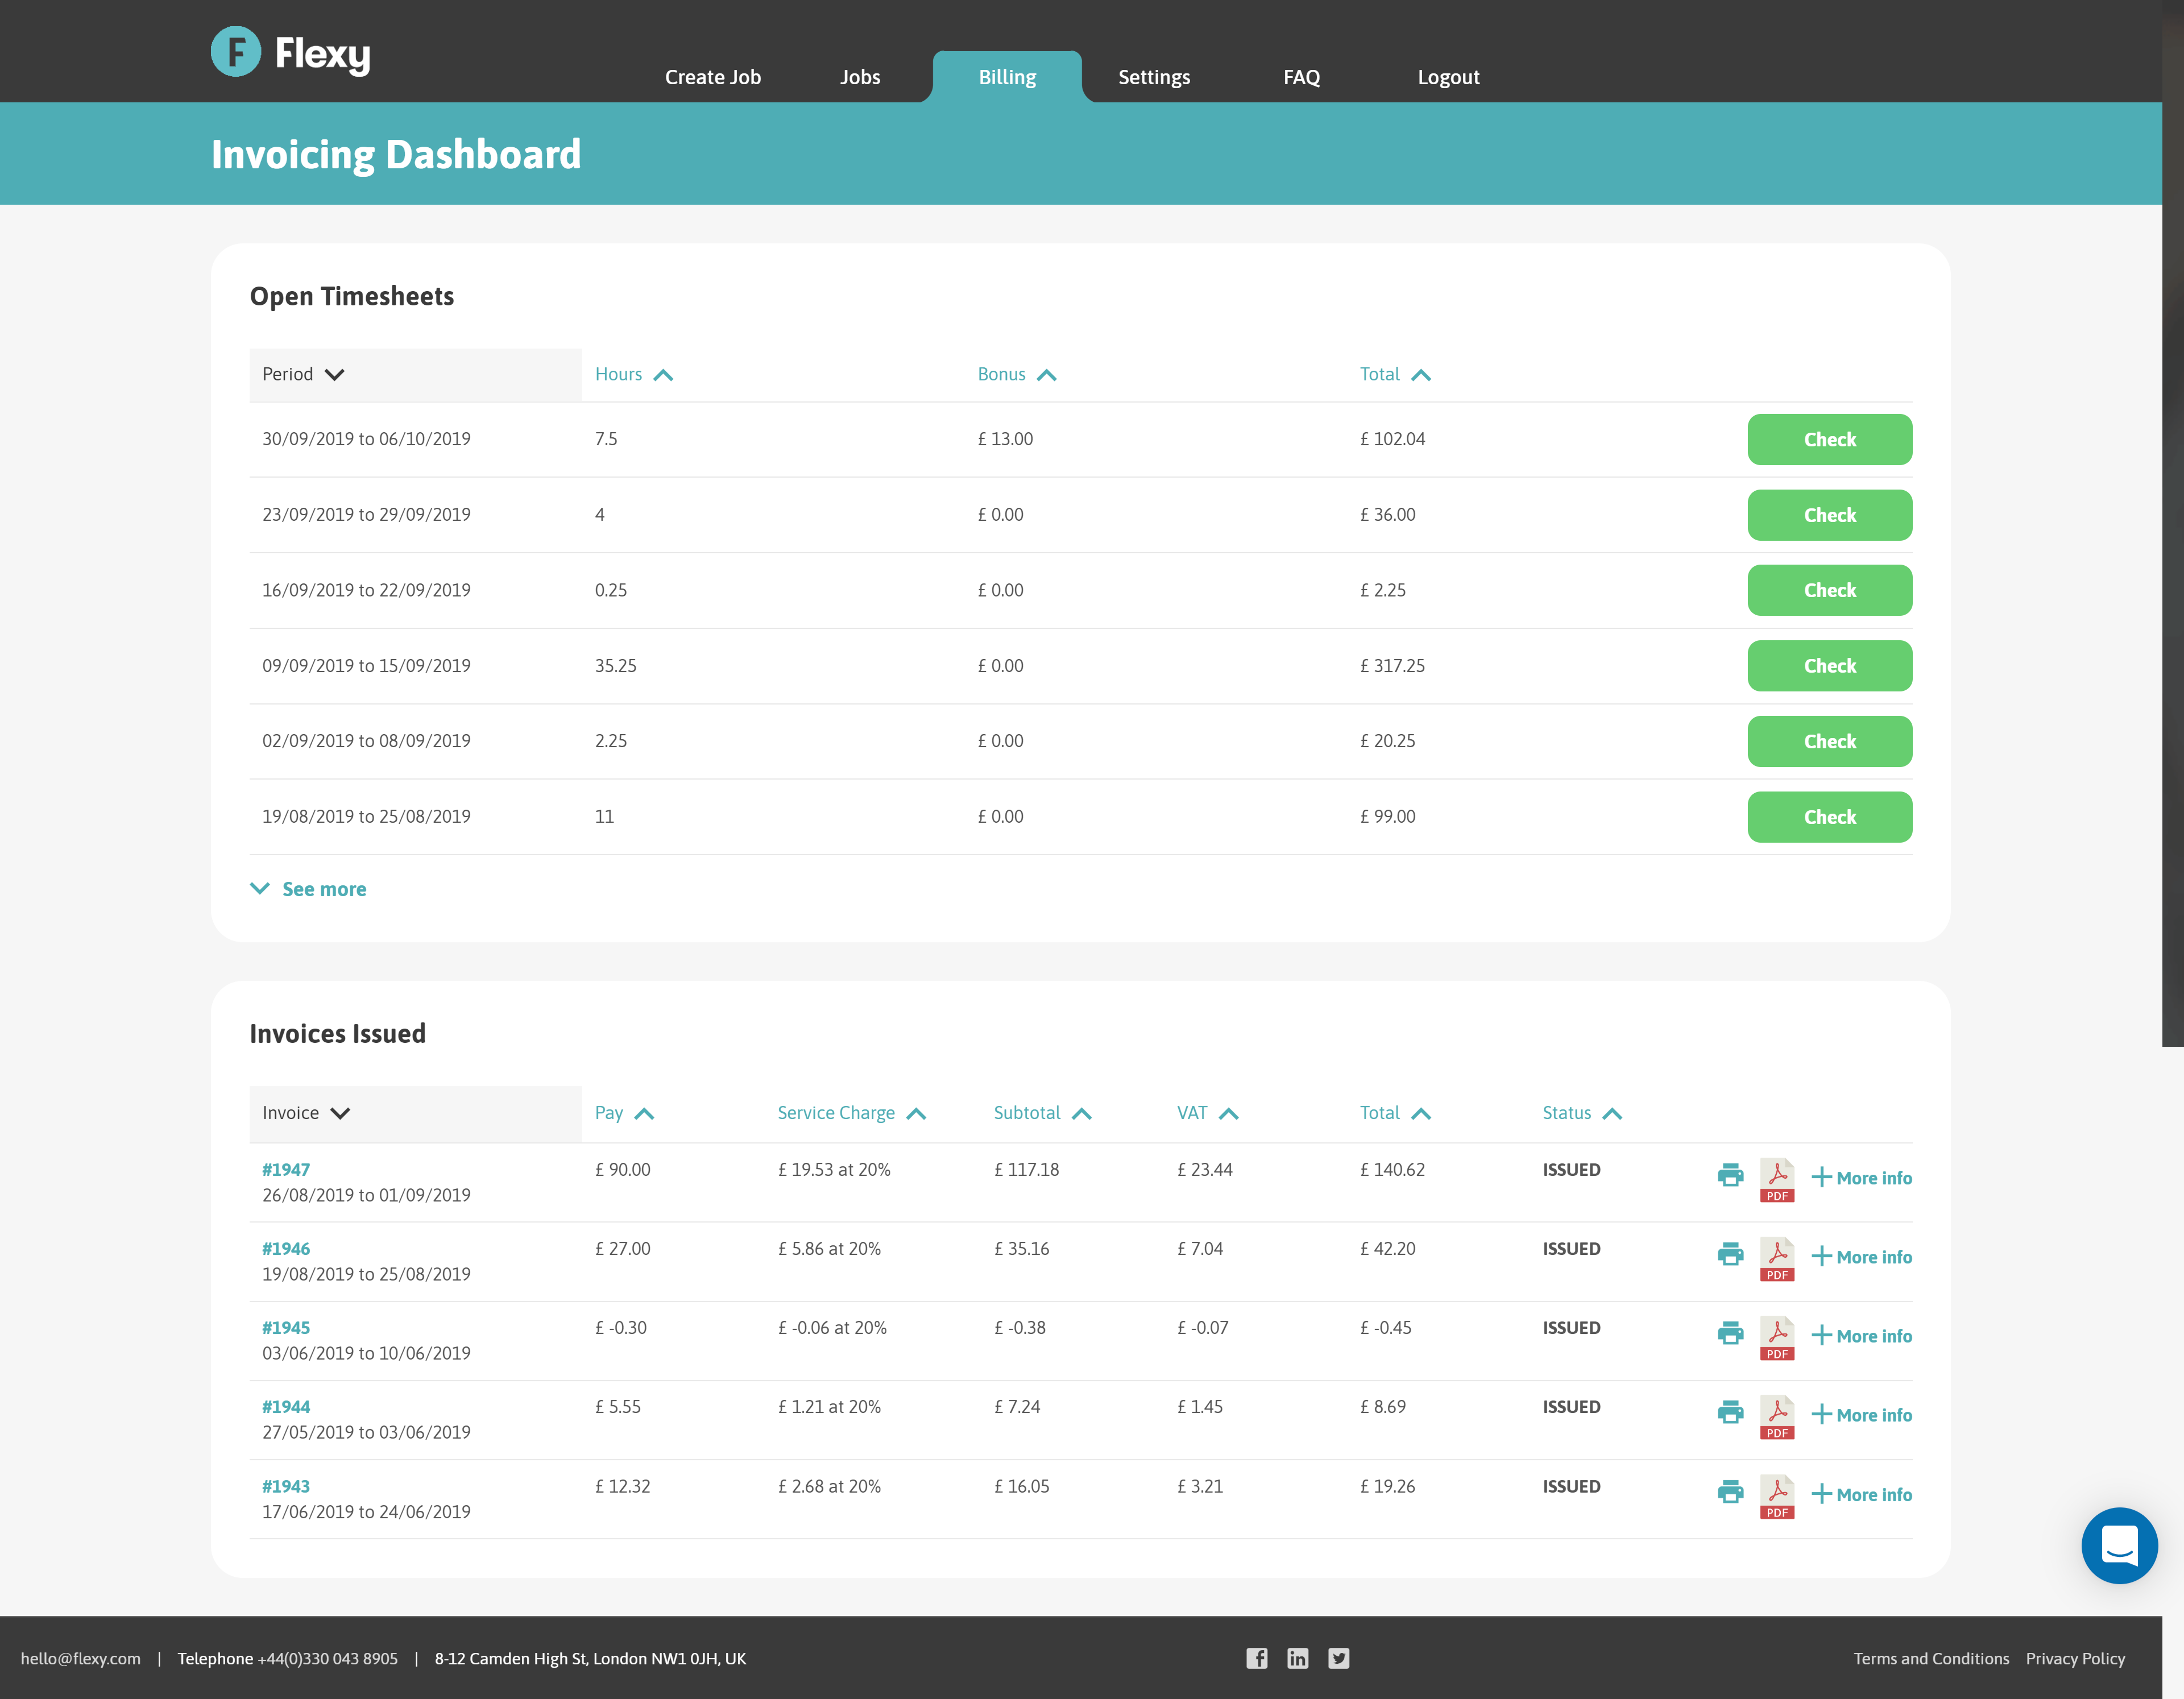 F Flexy
Create Job Jobs Billing Settings FAQ Logout
Invoicing Dashboard
Open Timesheets
Period Hours Bonus Total
30/09/2019 to 06/10/2019 7.5 £ 13.00 £ 102.04 Check
23/09/2019 to 29/09/2019 4 £ 0.00 £ 36.00 Check
16/09/2019 to 22/09/2019 0.25 £ 0.00 £ 2.25 Check
09/09/2019 to 15/09/2019 35.25 £ 0.00 £ 317.25 Check
02/09/2019 to 08/09/2019 2.25 £ 0.00 £ 20.25 Check
19/08/2019 to 25/08/2019 11 £ 0.00 £ 99.00 Check
See more
Invoices Issued
Invoice Pay Service Charge Subtotal VAT Total Status
#1947 £ 90.00 £ 19.53 at 20% £ 117.18 £ 23.44 £ 140.62 ISSUED PDF More info
26/08/2019 to 01/09/2019
#1946 £ 27.00 £ 5.86 at 20% £ 35.16 £ 7.04 £ 42.20 ISSUED PDF More info
19/08/2019 to 25/08/2019
#1945 £ -0.30 £ -0.06 at 20% £ -0.38 £ -0.07 £ -0.45 ISSUED PDF More info
03/06/2019 to 10/06/2019
#1944 £ 5.55 £ 1.21 at 20% £ 7.24 £ 1.45 £ 8.69 ISSUED PDF More info
27/05/2019 to 03/06/2019
#1943 £ 12.32 £ 2.68 at 20% £ 16.05 £ 3.21 £ 19.26 ISSUED PDF More info
17/06/2019 to 24/06/2019
hello@flexy.com | Telephone +44(0)330 043 8905 | 8-12 Camden High St, London NW1 0JH, UK f in Terms and Conditions Privacy Policy